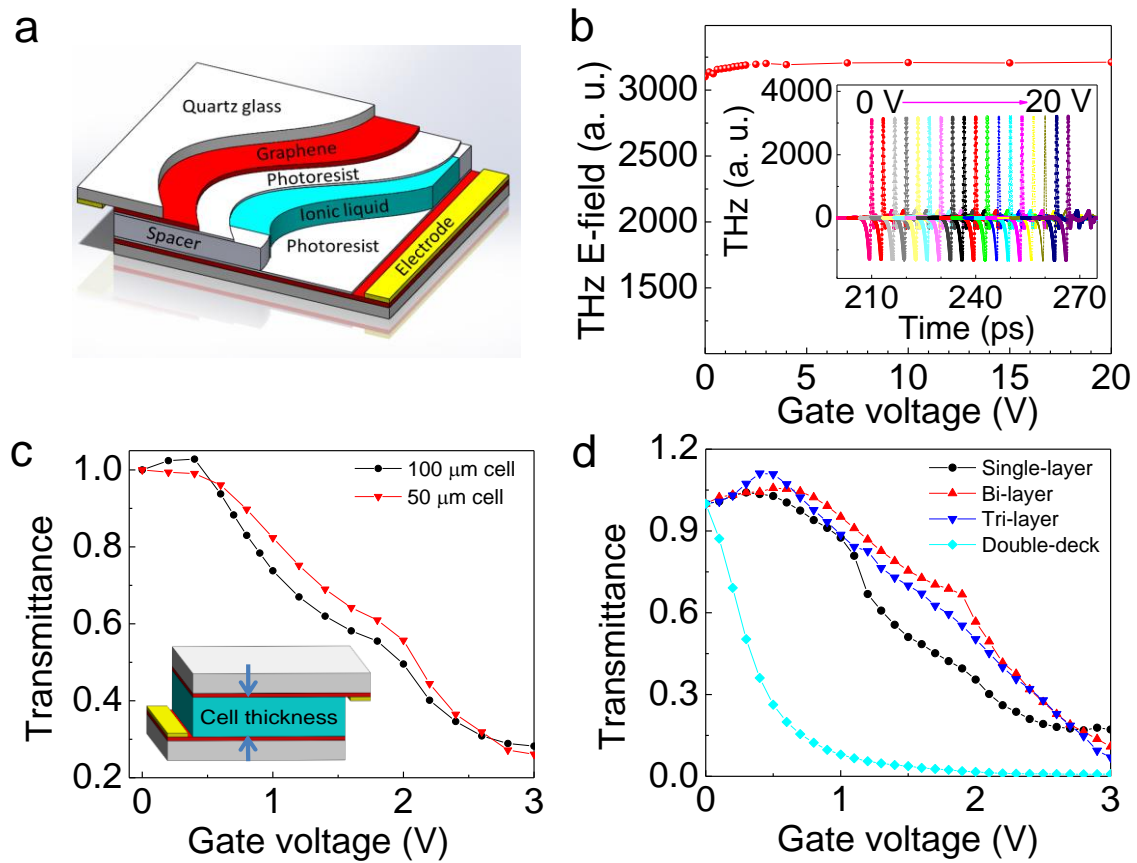 a
Quartz glass
Graphene
Photoresist
Ionic liquid
Spacer
Photoresist
Electrode
b
THz E-field (a. u.)
3000
2500
2000
1500
0 5 10 15 20
Gate voltage (V)
THz (a. u.)
4000
2000
0
0 V 20 V
210 240 270
Time (ps)
c
Transmittance
1.0
0.8
0.6
0.4
0.2
100 μm cell
50 μm cell
Cell thickness
0 1 2 3
Gate voltage (V)
d
Transmittance
1.2
0.9
0.6
0.3
0.0
Single-layer
Bi-layer
Tri-layer
Double-deck
0 1 2 3
Gate voltage (V)